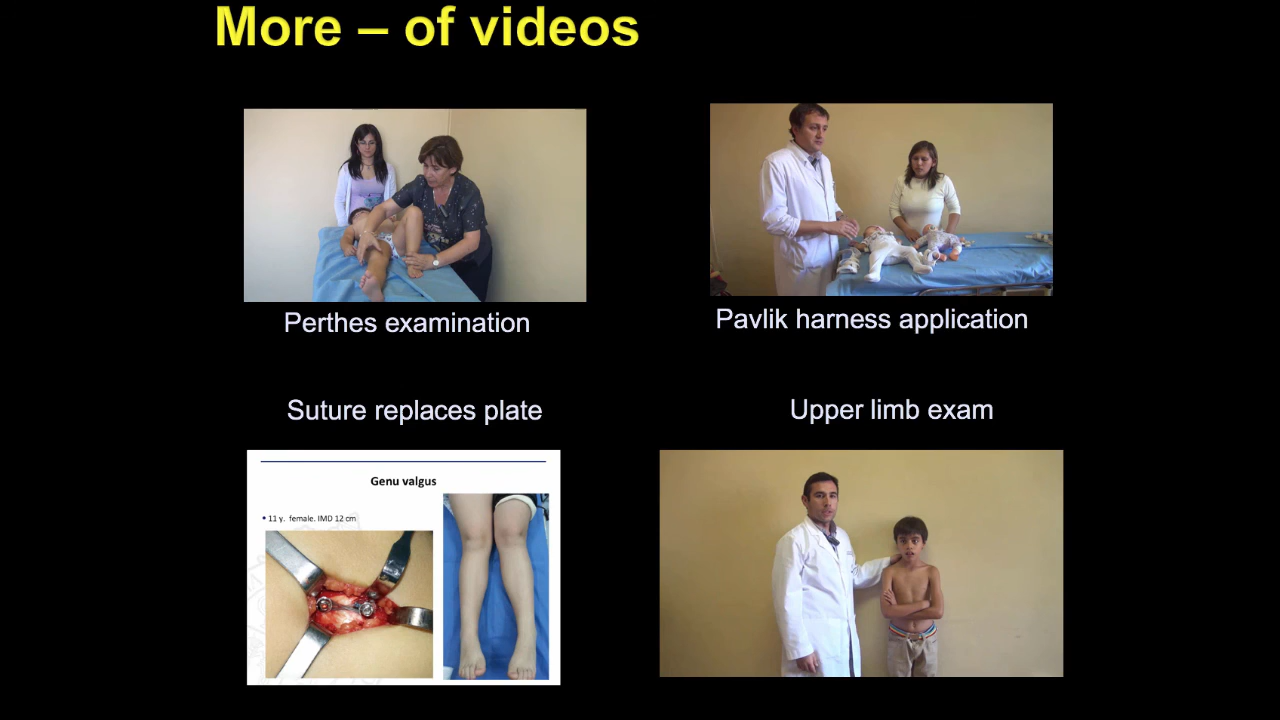 More – of videos
Perthes examination
Pavlik harness application
Suture replaces plate
Upper limb exam
Genu valgus
• 11 y. female. IMD 12 cm